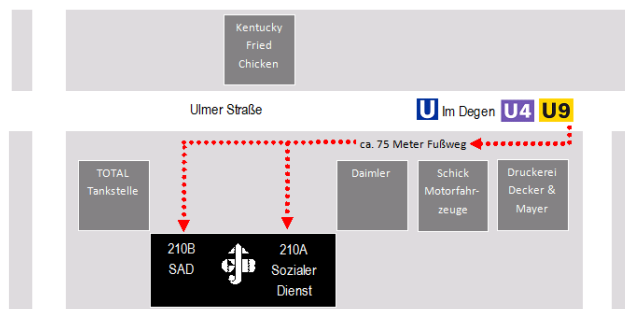 Kentucky
Fried
Chicken
Ulmer Straße
U Im Degen U4 U9
ca. 75 Meter Fußweg
TOTAL
Tankstelle
Daimler
Schick
Motorfahr-
zeuge
Druckerei
Decker &
Mayer
210B
SAD
GJB
210A
Sozialer
Dienst